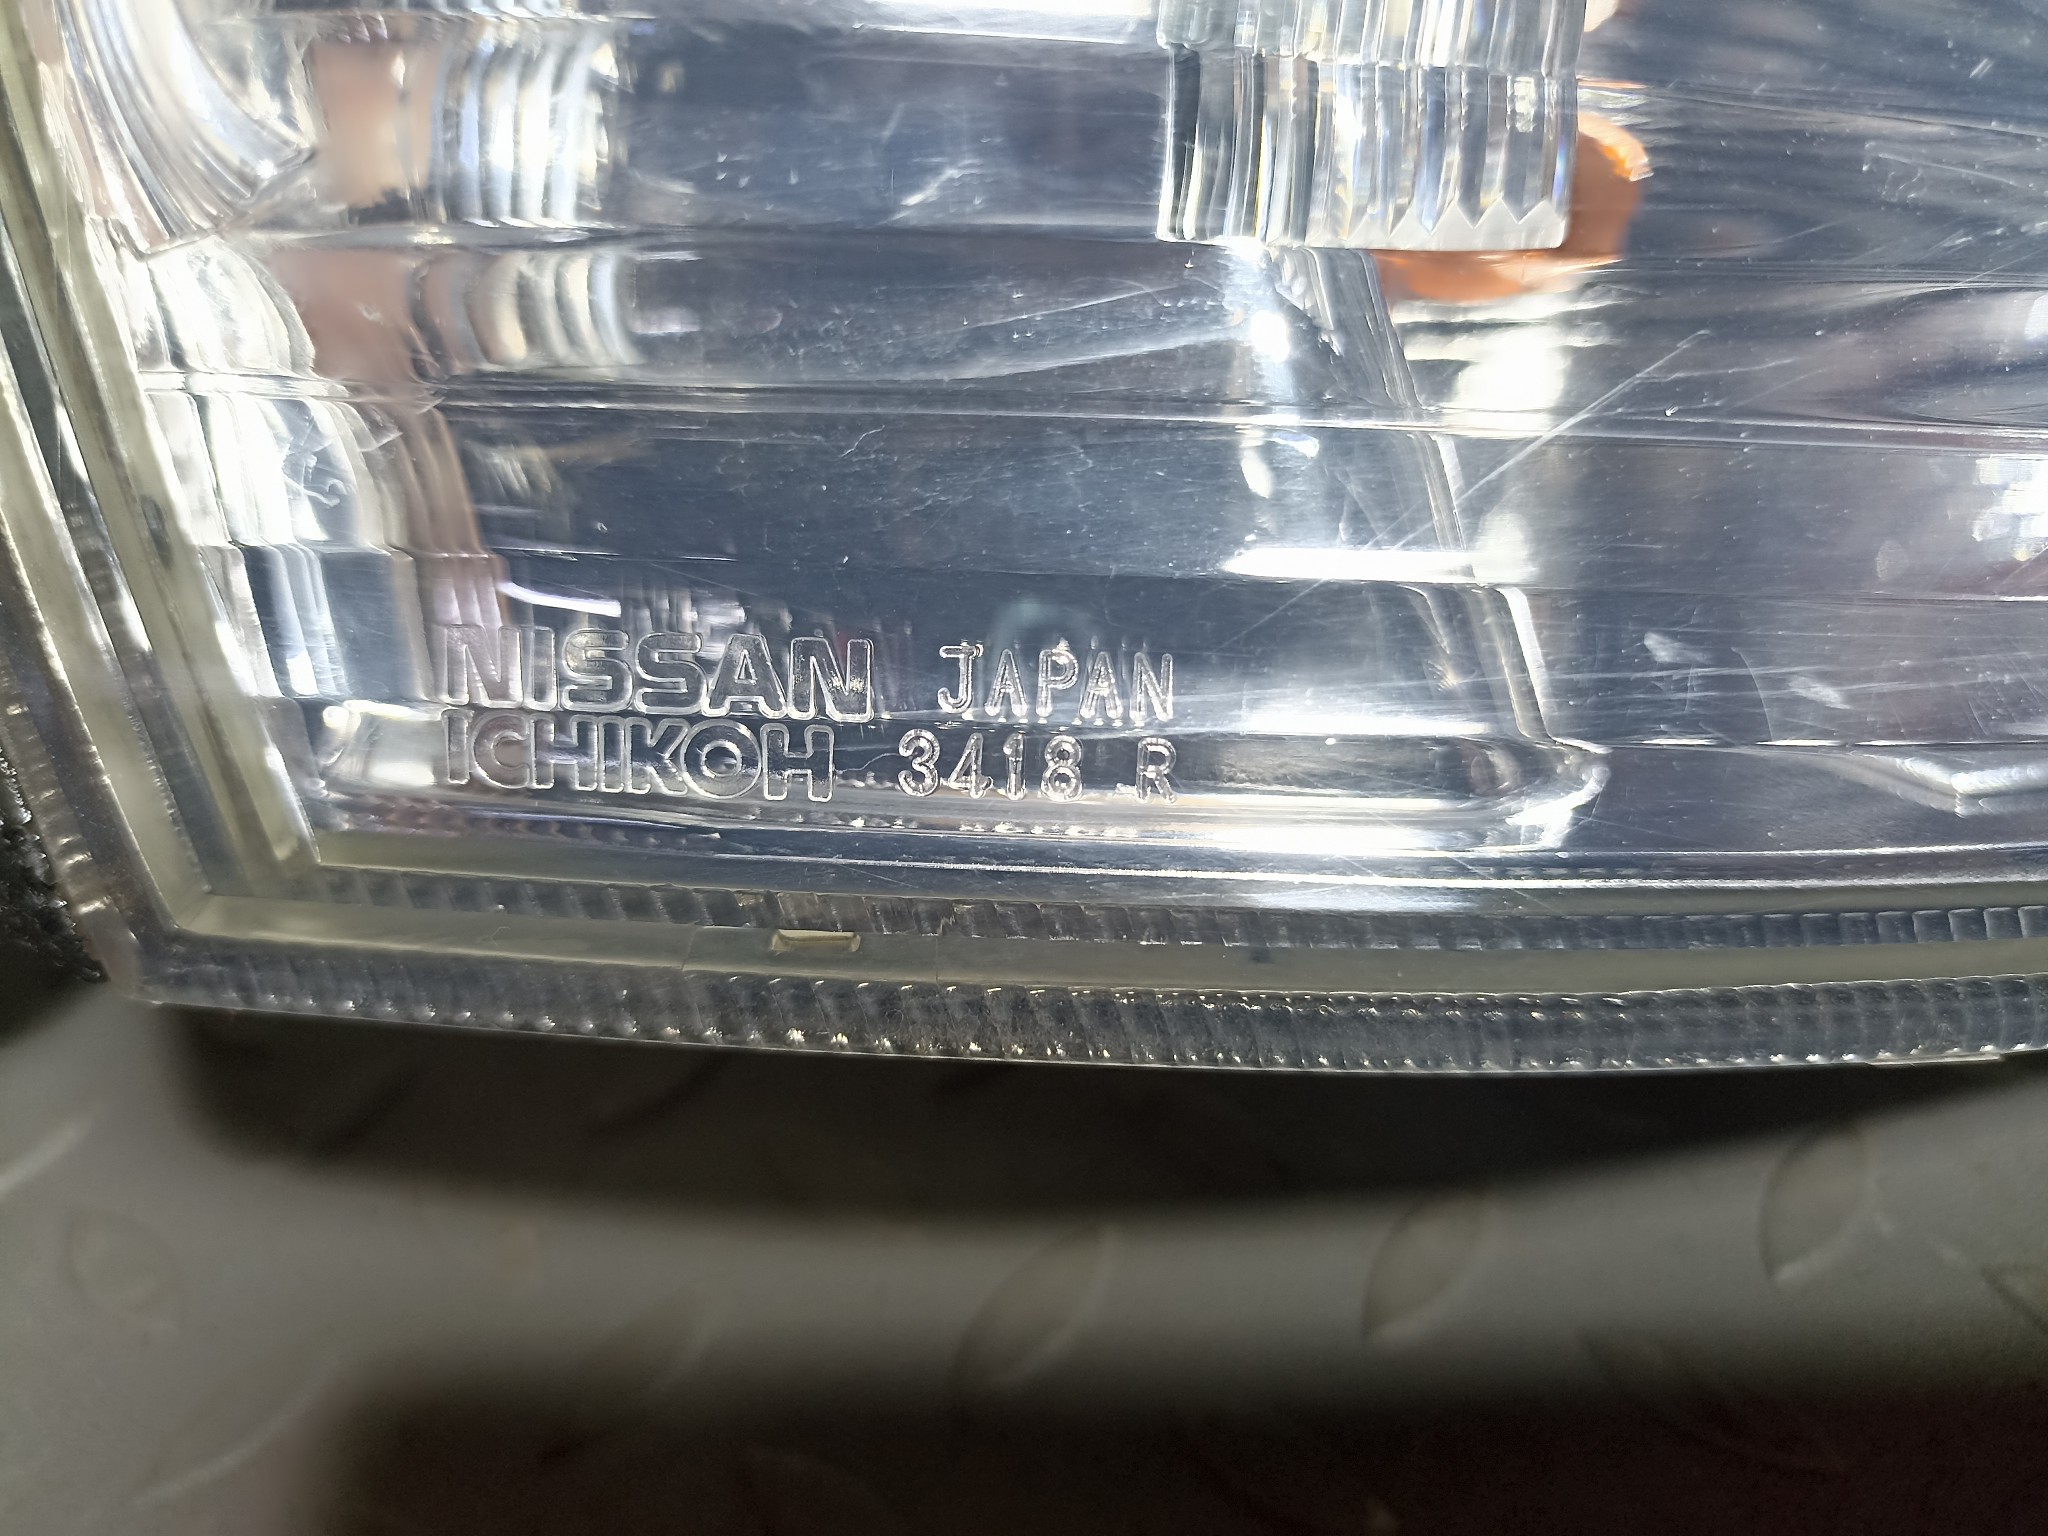 NISSAN JAPAN
ICHIKOH 3418 R